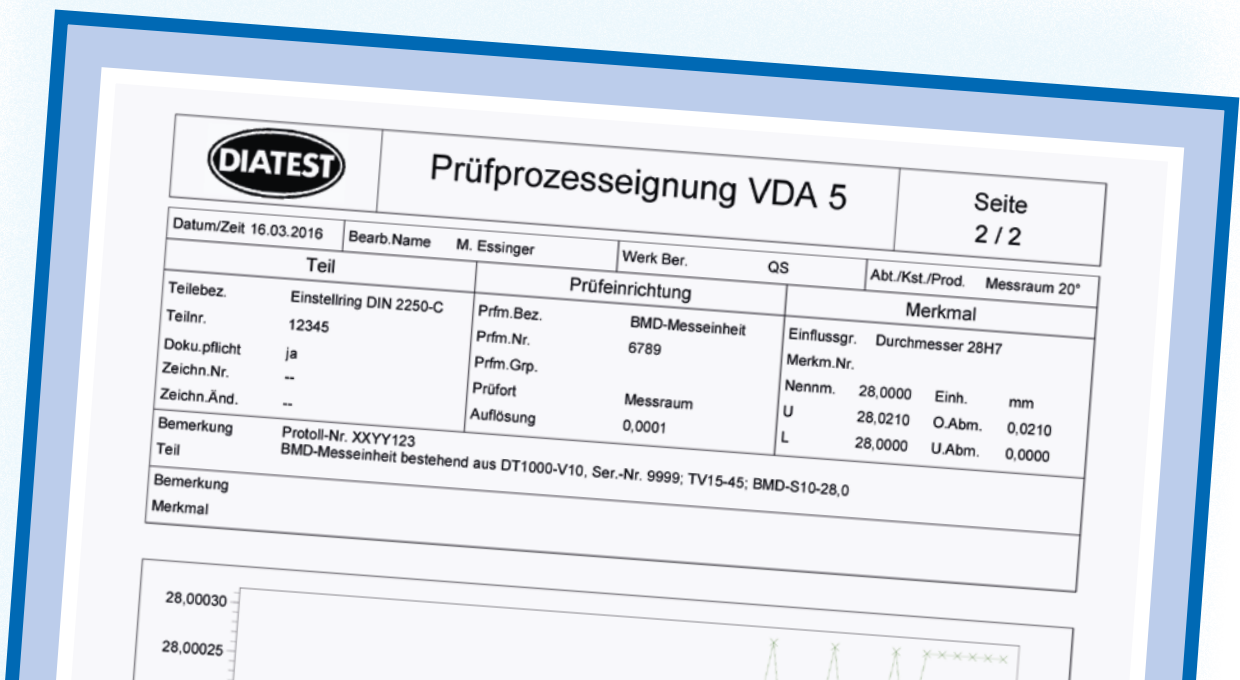 DIATEST
Prüfprozesseignung VDA 5
Seite
2 / 2
Datum/Zeit 16.03.2016 Bearb.Name M. Essinger Werk Ber. QS Abt./Kst./Prod. Messraum 20°
Teil Prüfeinrichtung Merkmal
Teilebez. Einstellring DIN 2250-C
Teilnr. 12345
Doku.pflicht ja
Zeichn.Nr. --
Zeichn.Änd. --
Prfm.Bez. BMD-Messeinheit
Prfm.Nr. 6789
Prfm.Grp.
Prüfort Messraum
Auflösung 0,0001
Einflussgr. Durchmesser 28H7
Merkm.Nr.
Nennm. 28,0000 Einh. mm
U 28,0210 O.Abm. 0,0210
L 28,0000 U.Abm. 0,0000
Bemerkung Protoll-Nr. XXYY123
Teil BMD-Messeinheit bestehend aus DT1000-V10, Ser.-Nr. 9999; TV15-45; BMD-S10-28,0
Bemerkung
Merkmal
28,00030
28,00025